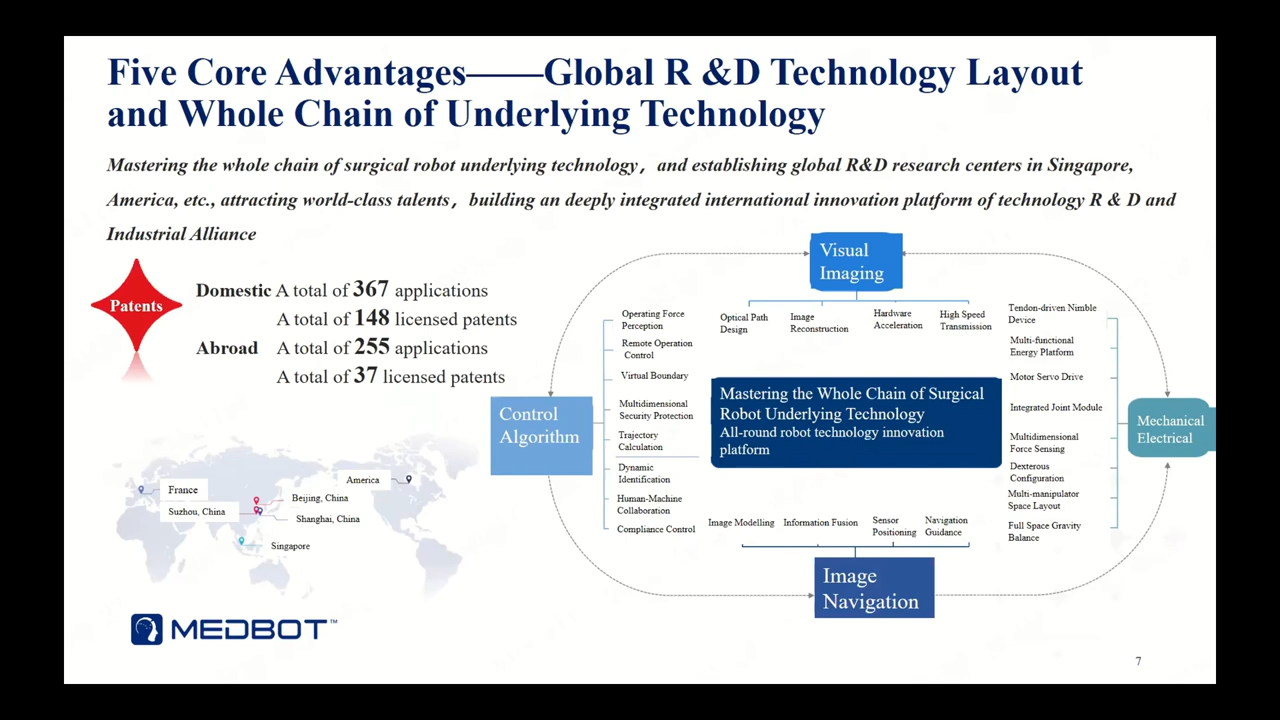 Five Core Advantages——Global R &D Technology Layout
and Whole Chain of Underlying Technology
Mastering the whole chain of surgical robot underlying technology，and establishing global R&D research centers in Singapore,
America, etc., attracting world-class talents，building an deeply integrated international innovation platform of technology R & D and
Industrial Alliance
Patents
Domestic A total of 367 applications
A total of 148 licensed patents
Abroad A total of 255 applications
A total of 37 licensed patents
France
Suzhou, China
America
Beijing, China
Shanghai, China
Singapore
MEDBOT™
Visual
Imaging
Optical Path
Design
Image
Reconstruction
Hardware
Acceleration
High Speed
Transmission
Control
Algorithm
Operating Force
Perception
Remote Operation
Control
Virtual Boundary
Multidimensional
Security Protection
Trajectory
Calculation
Dynamic
Identification
Human-Machine
Collaboration
Compliance Control
Mastering the Whole Chain of Surgical
Robot Underlying Technology
All-round robot technology innovation
platform
Tendon-driven Nimble
Device
Multi-functional
Energy Platform
Motor Servo Drive
Integrated Joint Module
Multidimensional
Force Sensing
Dexterous
Configuration
Multi-manipulator
Space Layout
Full Space Gravity
Balance
Mechanical
Electrical
Image Modelling
Information Fusion
Sensor
Positioning
Navigation
Guidance
Image
Navigation
7